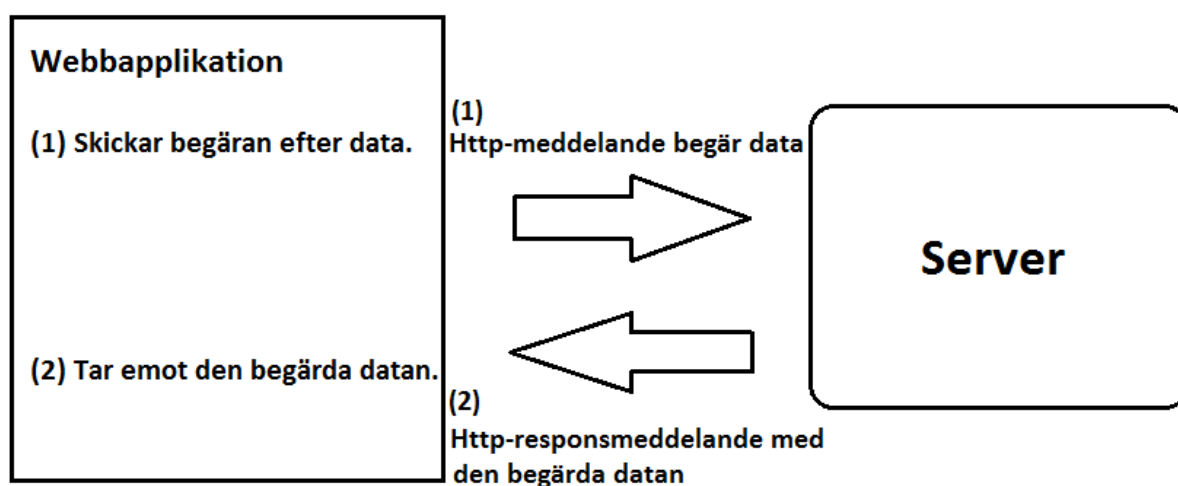 Webbapplikation
(1) Skickar begäran efter data.
(1)
Http-meddelande begär data
Server
(2) Tar emot den begärda datan.
(2)
Http-responsmeddelande med
den begärda datan